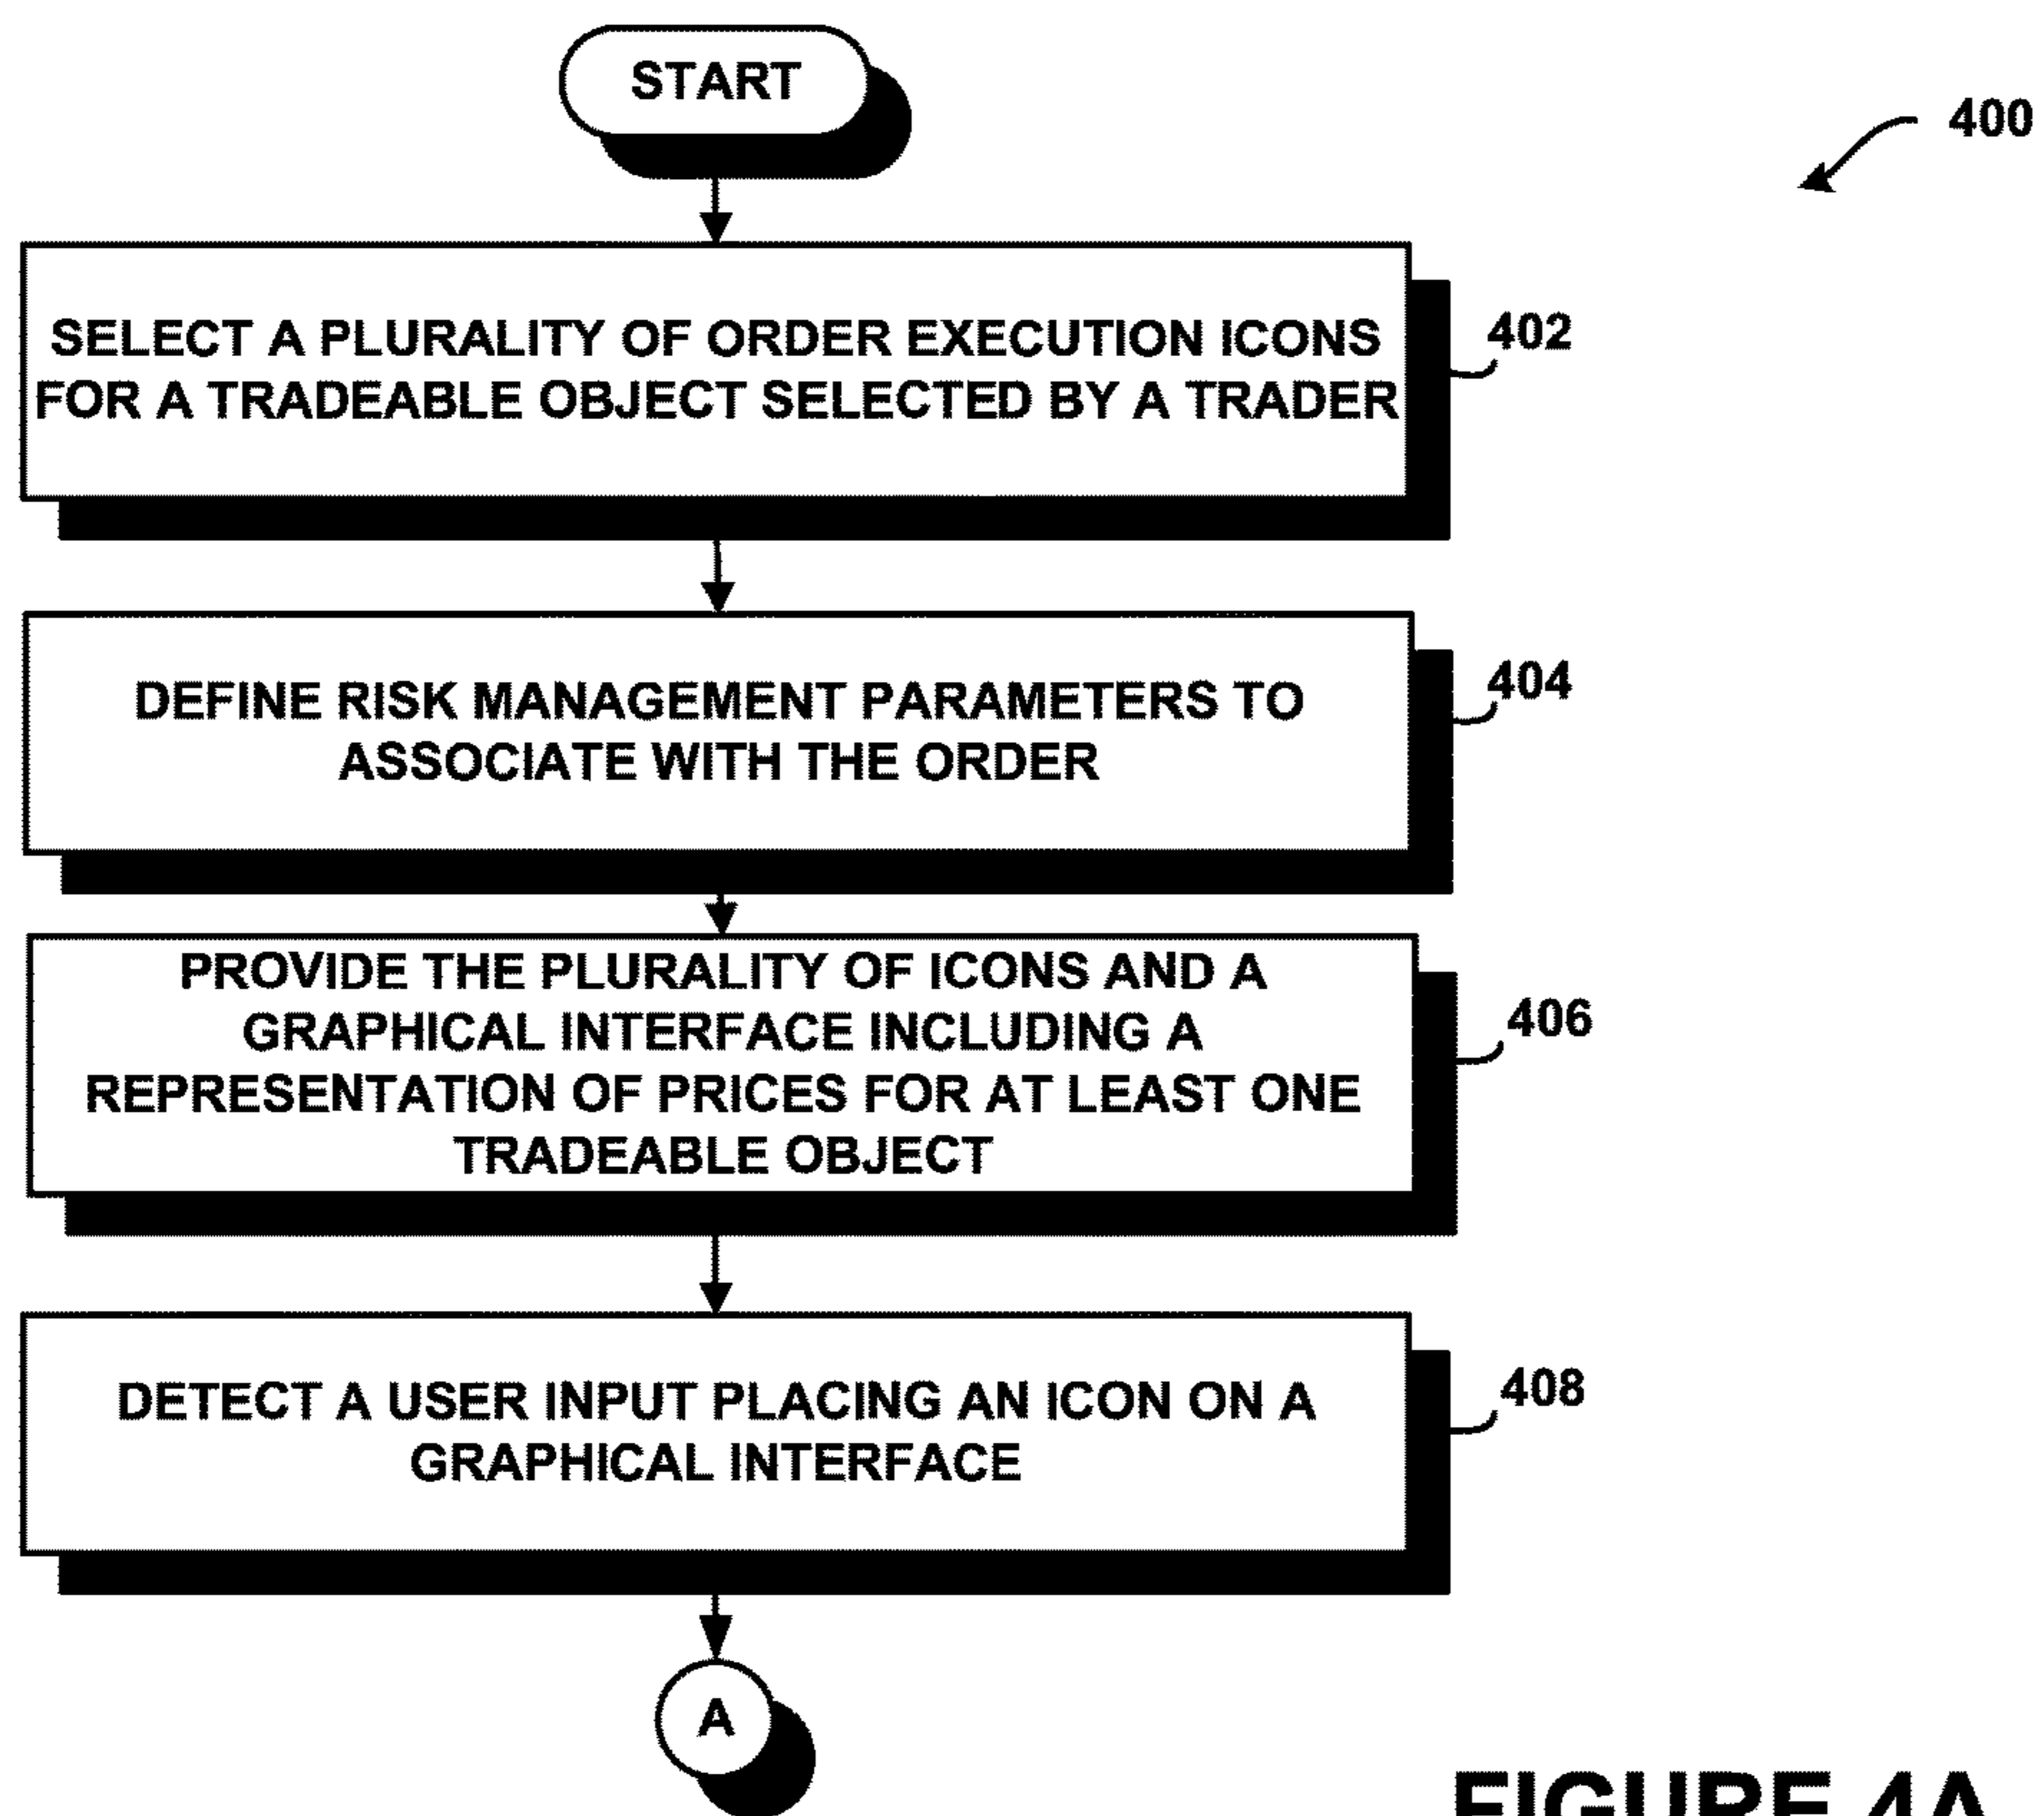 START
400
SELECT A PLURALITY OF ORDER EXECUTION ICONS
FOR A TRADEABLE OBJECT SELECTED BY A TRADER
402
DEFINE RISK MANAGEMENT PARAMETERS TO
ASSOCIATE WITH THE ORDER
404
PROVIDE THE PLURALITY OF ICONS AND A
GRAPHICAL INTERFACE INCLUDING A
REPRESENTATION OF PRICES FOR AT LEAST ONE
TRADEABLE OBJECT
406
DETECT A USER INPUT PLACING AN ICON ON A
GRAPHICAL INTERFACE
408
A
FIGURE 4A